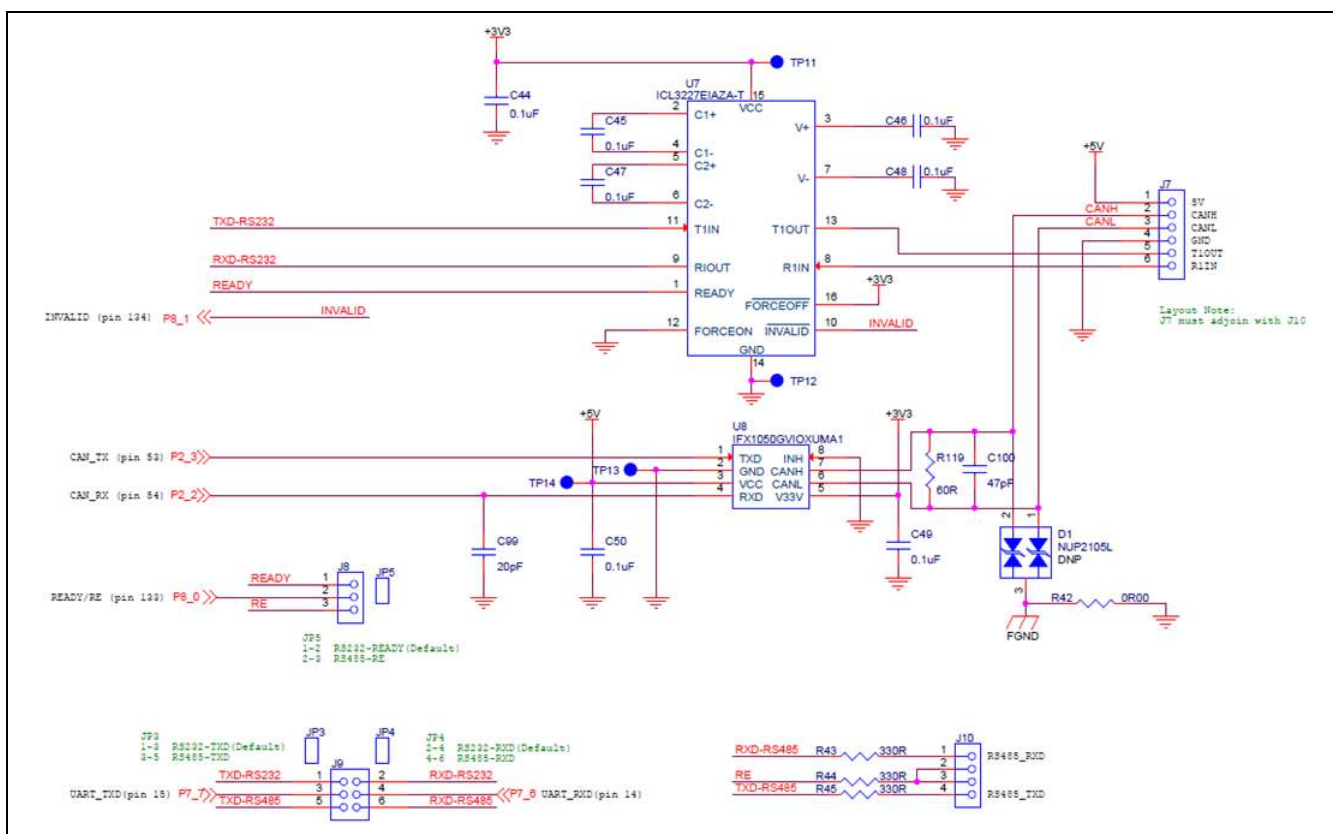 +3V3
TP11
U7
ICL3227EIAZA-T
C44
0.1uF
15
VCC
2
C1+
C45
0.1uF
4
C1-
5
C2+
C47
0.1uF
6
C2-
V+
3
C46
0.1uF
V-
7
C48
0.1uF
+5V
J7
1
5V
2
CANH
CANH
3
CANL
CANL
4
GND
5
T1OUT
6
R1IN
TXD-RS232
11
T1IN
T1OUT
13
RXD-RS232
9
RIOUT
R1IN
8
READY
1
READY
+3V3
FORCEOFF
16
INVALID (pin 134)
P8_1
INVALID
12
FORCEON
INVALID
10
INVALID
GND
14
TP12
Layout Note:
J7 must adjoin with J10
+5V
U8
IFX1050GVIOXUMA1
+3V3
CAN_TX (pin 53)
P2_3
1
TXD
INH
8
TP13
2
GND
CANH
7
TP14
3
VCC
CANL
6
CAN_RX (pin 54)
P2_2
4
RXD
V33V
5
R119
60R
C100
47pF
C99
20pF
C50
0.1uF
C49
0.1uF
2
1
D1
NUP2105L
DNP
3
R42
0R00
FGND
J8
JP5
READY
1
READY/RE (pin 133)
P8_0
2
RE
3
JP5
1-2 RS232-READY(Default)
2-3 RS485-RE
JP3
1-3 RS232-TXD(Default)
3-5 RS485-TXD
JP3
JP4
JP4
2-4 RS232-RXD(Default)
4-6 RS485-RXD
J9
TXD-RS232
1
2
RXD-RS232
UART_TXD(pin 15)
P7_7
3
4
P7_6
UART_RXD(pin 14)
TXD-RS485
5
6
RXD-RS485
J10
RXD-RS485
R43
330R
1
RS485_RXD
2
RE
R44
330R
3
TXD-RS485
R45
330R
4
RS485_TXD